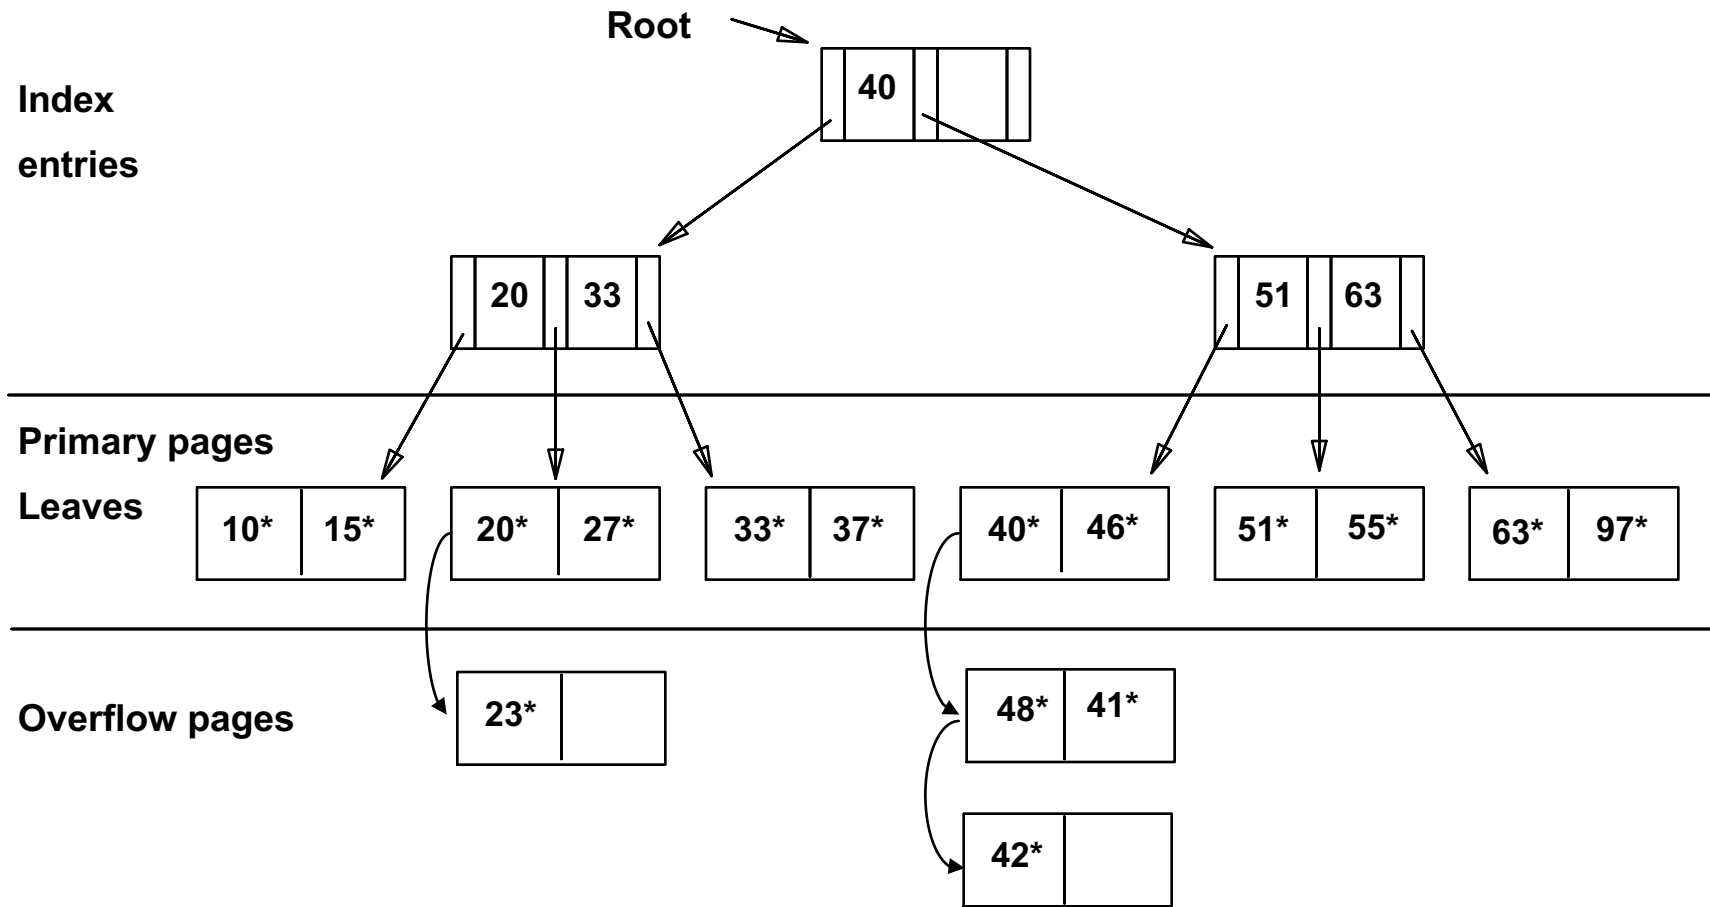 Root
Index
entries
40
20 33
51 63
Primary pages
Leaves
10* 15*
20* 27*
33* 37*
40* 46*
51* 55*
63* 97*
Overflow pages
23*
48* 41*
42*